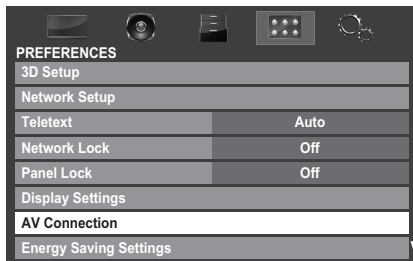 PREFERENCES
3D Setup
Network Setup
Teletext Auto
Network Lock Off
Panel Lock Off
Display Settings
AV Connection
Energy Saving Settings